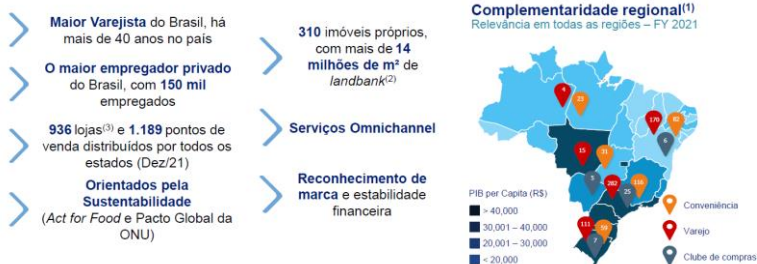 Maior Varejista do Brasil, há
mais de 40 anos no país
O maior empregador privado
do Brasil, com 150 mil
empregados
936 lojas(3) e 1.189 pontos de
venda distribuídos por todos os
estados (Dez/21)
Orientados pela
Sustentabilidade
(Act for Food e Pacto Global da
ONU)
310 imóveis próprios,
com mais de 14
milhões de m² de
landbank(2)
Serviços Omnichannel
Reconhecimento de
marca e estabilidade
financeira
Complementaridade regional(1)
Relevância em todas as regiões – FY 2021
4
23
170
82
6
15
31
5
282
25
111
59
7
PIB per Capita (R$)
> 40,000
30,001 – 40,000
20,001 – 30,000
< 20,000
Conveniência
Varejo
Clube de compras